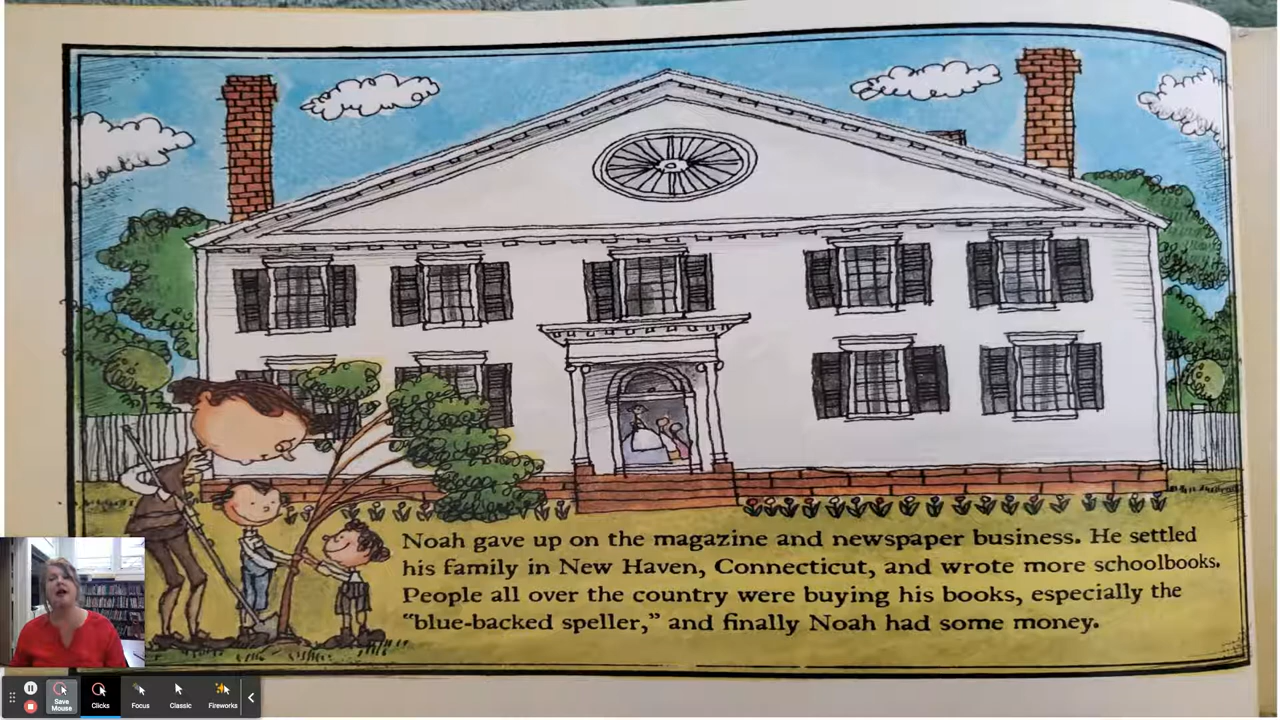 Noah gave up on the magazine and newspaper business. He settled
his family in New Haven, Connecticut, and wrote more schoolbooks.
People all over the country were buying his books, especially the
“blue-backed speller,” and finally Noah had some money.
Save
Mouse
Clicks
Focus
Classic
Fireworks